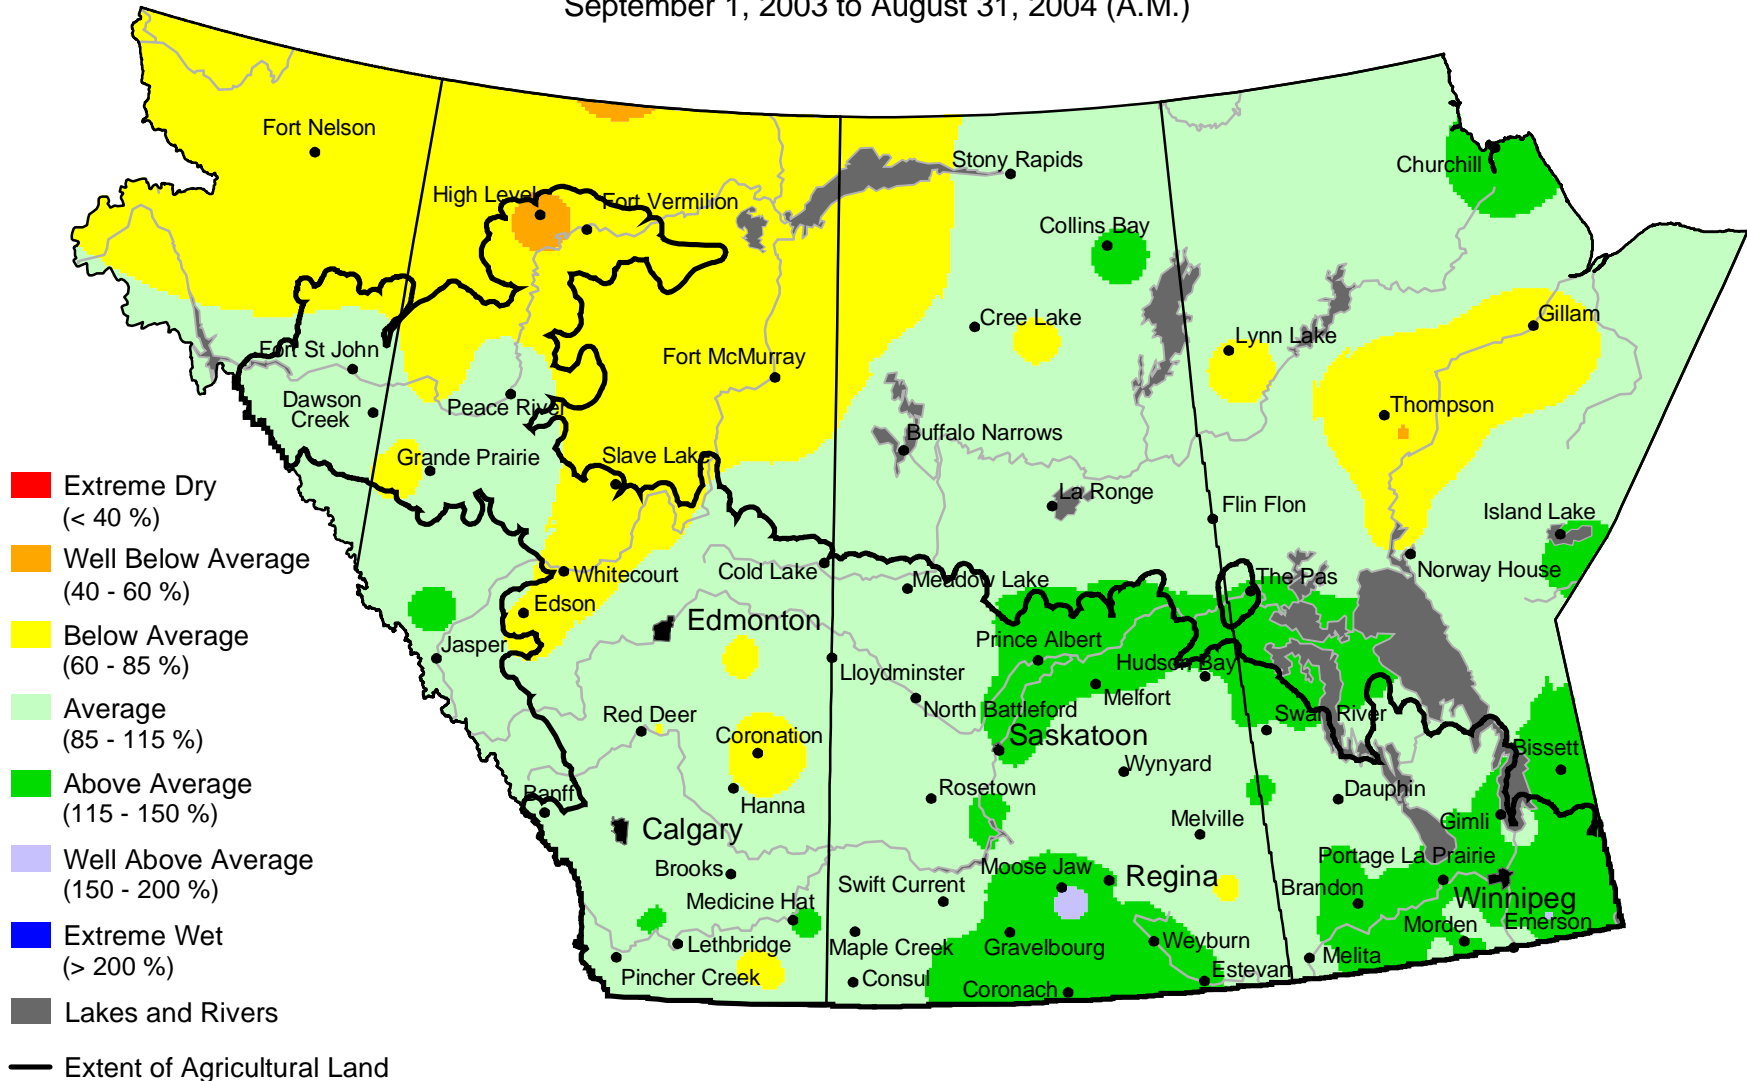 September 1, 2003 to August 31, 2004 (A.M.)
Fort Nelson
Churchill
Stony Rapids
High Level
Fort Vermilion
Collins Bay
Gillam
Cree Lake
Lynn Lake
Fort St John
Fort McMurray
Dawson
Creek
Peace River
Thompson
Buffalo Narrows
Grande Prairie
Slave Lake
La Ronge
Flin Flon
Island Lake
Whitecourt
Cold Lake
Meadow Lake
The Pas
Norway House
Edson
Edmonton
Jasper
Prince Albert
Hudson Bay
Lloydminster
Melfort
North Battleford
Red Deer
Coronation
Saskatoon
Swan River
Bissett
Wynyard
Banff
Hanna
Rosetown
Dauphin
Calgary
Melville
Gimli
Brooks
Moose Jaw
Regina
Portage La Prairie
Swift Current
Brandon
Winnipeg
Medicine Hat
Morden
Emerson
Lethbridge
Maple Creek
Gravelbourg
Weyburn
Melita
Pincher Creek
Consul
Coronach
Estevan
Extreme Dry
(< 40 %)
Well Below Average
(40 - 60 %)
Below Average
(60 - 85 %)
Average
(85 - 115 %)
Above Average
(115 - 150 %)
Well Above Average
(150 - 200 %)
Extreme Wet
(> 200 %)
Lakes and Rivers
Extent of Agricultural Land